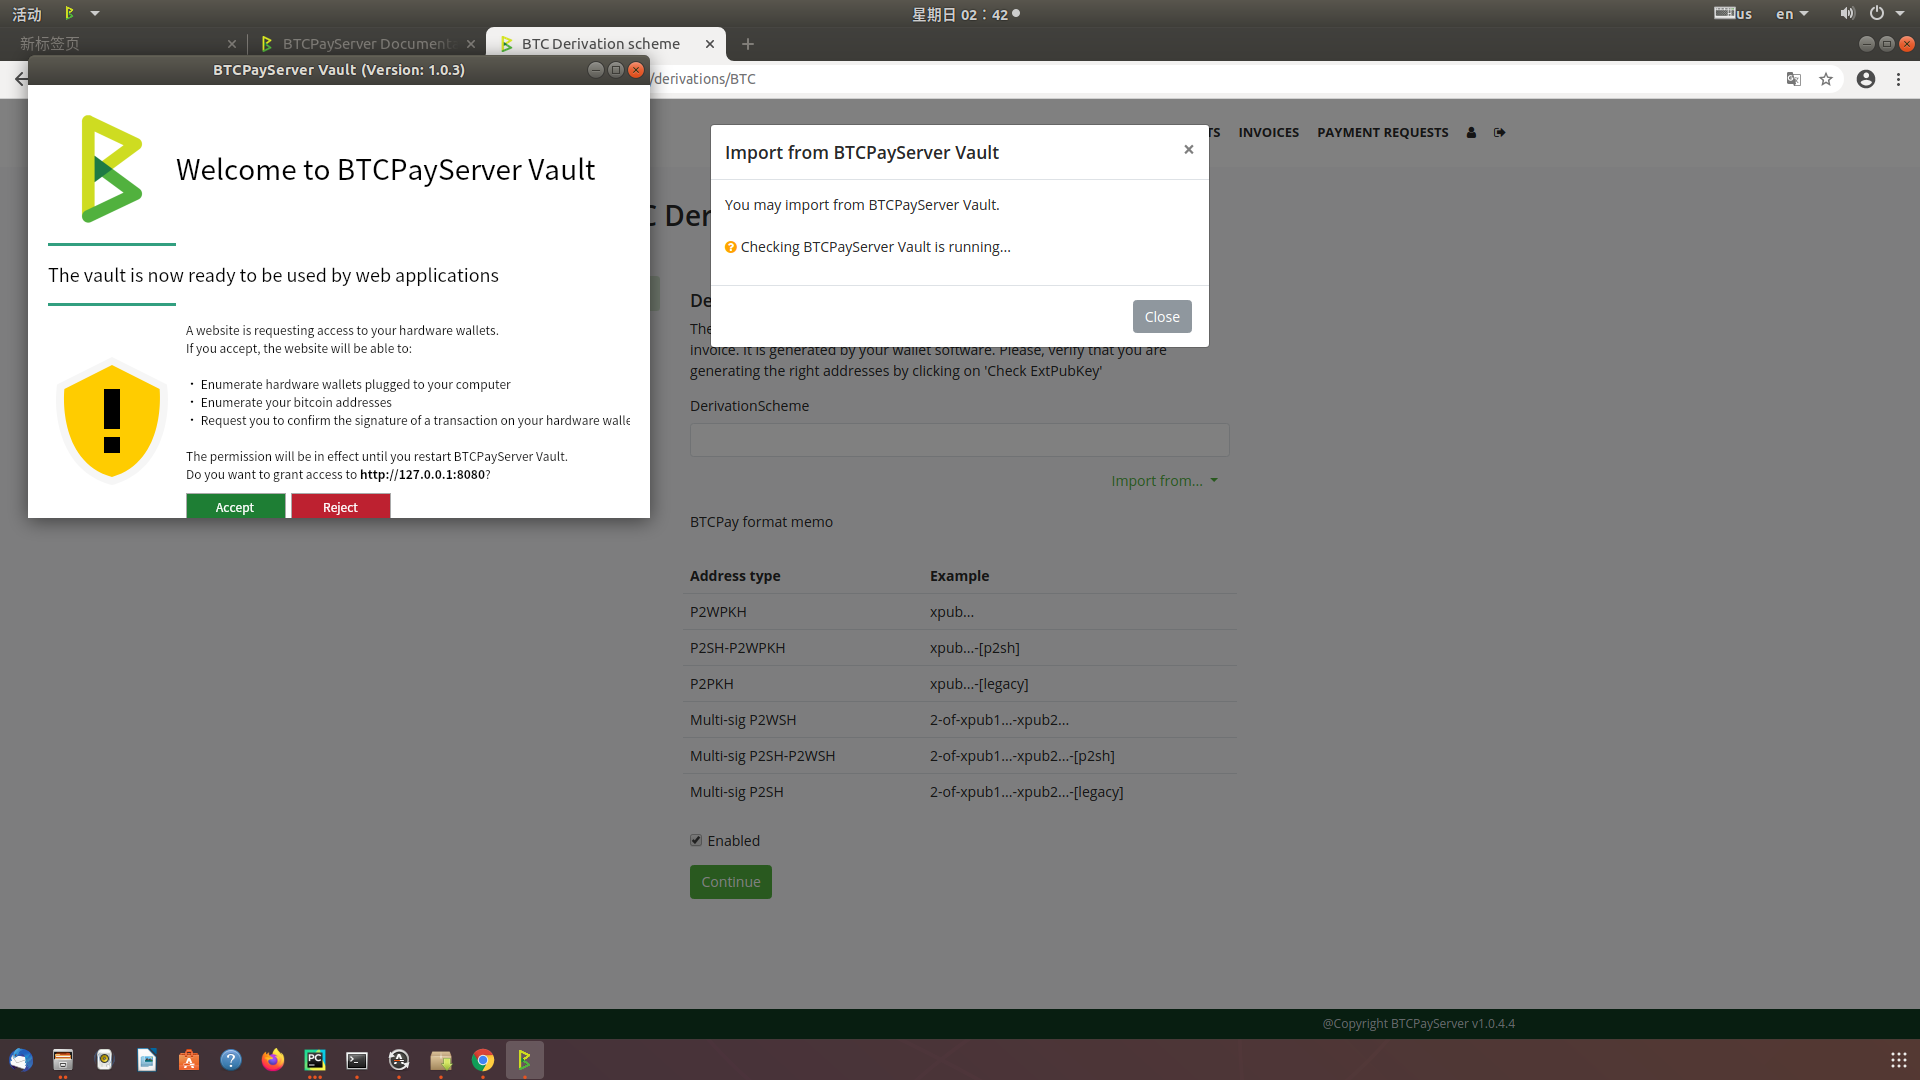 活动
星期日 02：42
us
en
新标签页
BTCPayServer Document
BTC Derivation scheme
/derivations/BTC
BTCPayServer Vault (Version: 1.0.3)
Welcome to BTCPayServer Vault
The vault is now ready to be used by web applications
A website is requesting access to your hardware wallets.
If you accept, the website will be able to:
· Enumerate hardware wallets plugged to your computer
· Enumerate your bitcoin addresses
· Request you to confirm the signature of a transaction on your hardware walle
The permission will be in effect until you restart BTCPayServer Vault.
Do you want to grant access to http://127.0.0.1:8080?
Accept
Reject
TS
INVOICES
PAYMENT REQUESTS
Import from BTCPayServer Vault
×
You may import from BTCPayServer Vault.
Checking BTCPayServer Vault is running...
Close
C Der
De
The
invoice. It is generated by your wallet software. Please, verify that you are
generating the right addresses by clicking on 'Check ExtPubKey'
DerivationScheme
Import from...
BTCPay format memo
Address type Example
P2WPKH xpub...
P2SH-P2WPKH xpub...-[p2sh]
P2PKH xpub...-[legacy]
Multi-sig P2WSH 2-of-xpub1...-xpub2...
Multi-sig P2SH-P2WSH 2-of-xpub1...-xpub2...-[p2sh]
Multi-sig P2SH 2-of-xpub1...-xpub2...-[legacy]
Enabled
Continue
@Copyright BTCPayServer v1.0.4.4
PC